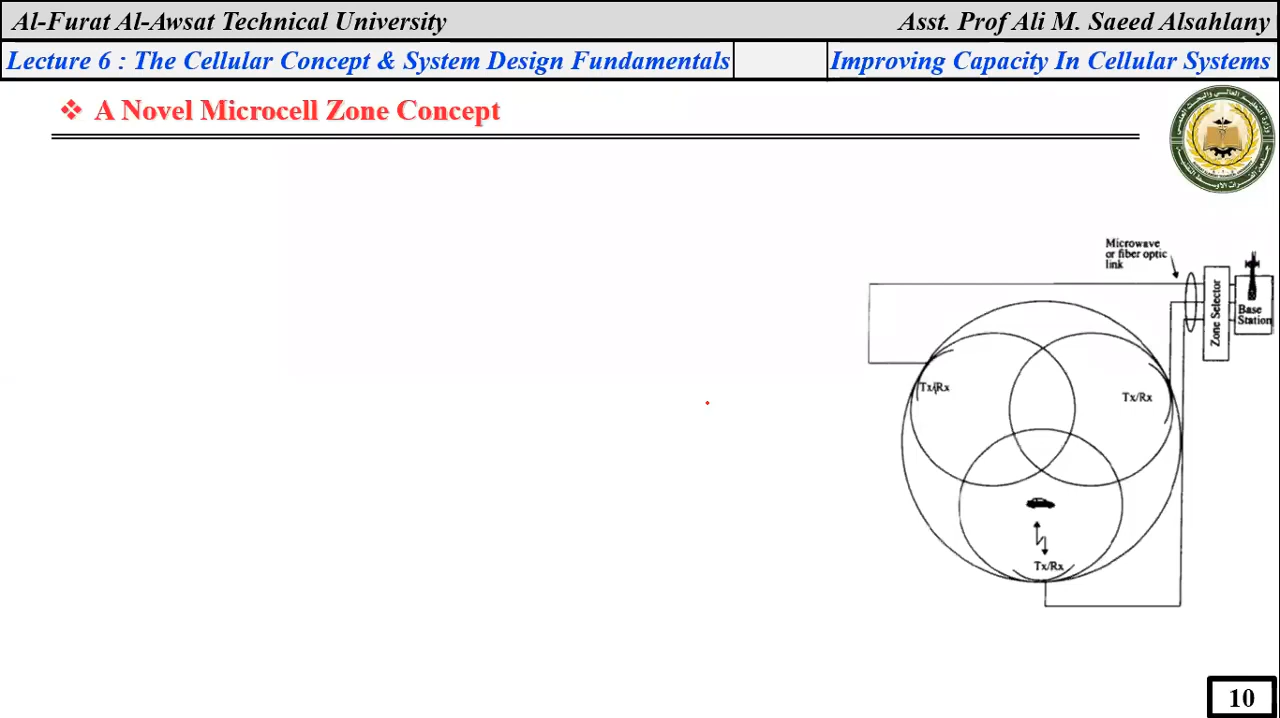 Al-Furat Al-Awsat Technical University
Asst. Prof Ali M. Saeed Alsahlany
Lecture 6 : The Cellular Concept & System Design Fundamentals
Improving Capacity In Cellular Systems
❖ A Novel Microcell Zone Concept
Microwave
or fiber optic
link
Zone Selector
Base
Station
Tx/Rx
Tx/Rx
Tx/Rx
10